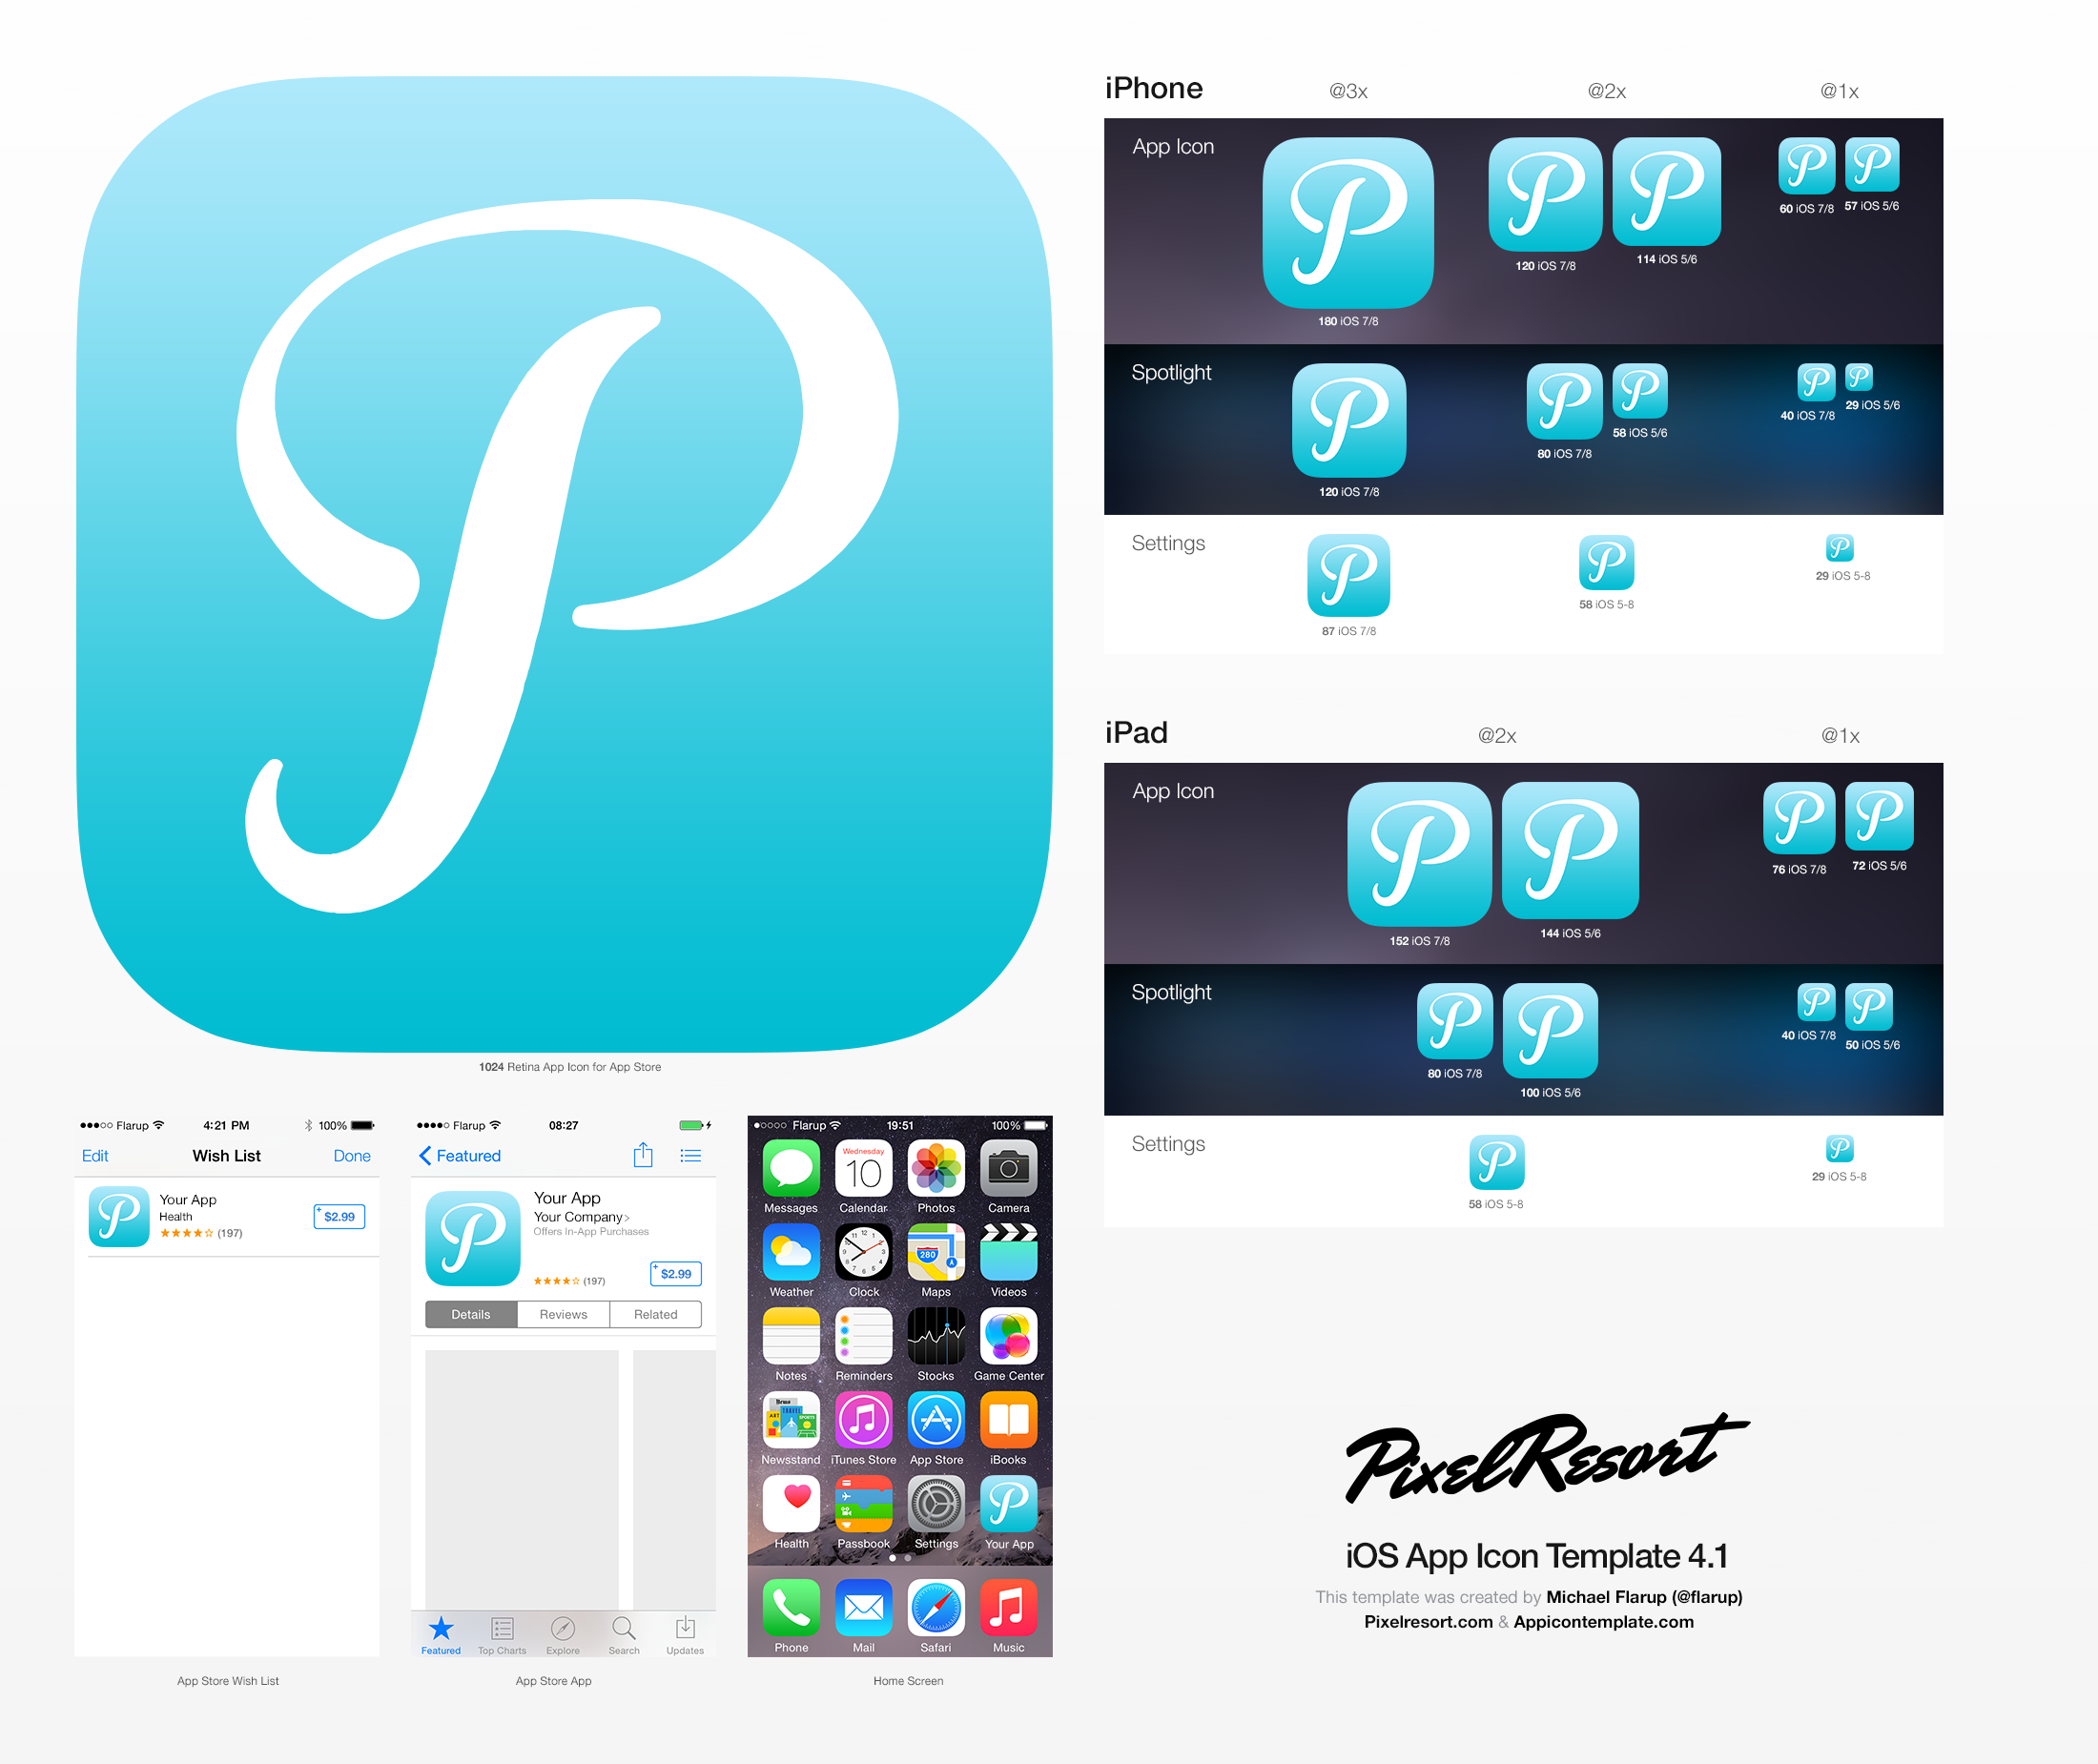 P
1024 Retina App Icon for App Store
iPhone @3x @2x @1x
App Icon
180 iOS 7/8
120 iOS 7/8
114 iOS 5/6
60 iOS 7/8
57 iOS 5/6
Spotlight
120 iOS 7/8
80 iOS 7/8
58 iOS 5/6
40 iOS 7/8
29 iOS 5/6
Settings
87 iOS 7/8
58 iOS 5-8
29 iOS 5-8
iPad @2x @1x
App Icon
152 iOS 7/8
144 iOS 5/6
76 iOS 7/8
72 iOS 5/6
Spotlight
80 iOS 7/8
100 iOS 5/6
40 iOS 7/8
50 iOS 5/6
Settings
58 iOS 5-8
29 iOS 5-8
Flarup 4:21 PM 100%
Edit Wish List Done
Your App
Health
(197)
+ $2.99
App Store Wish List
Flarup 08:27
Featured
Your App
Your Company>
Offers In-App Purchases
(197)
+ $2.99
Details Reviews Related
Featured Top Charts Explore Search Updates
App Store App
Flarup 19:51 100%
Wednesday
10
Messages Calendar Photos Camera
280
Weather Clock Maps Videos
Notes Reminders Stocks Game Center
News
ART TRAVEL SPORTS
Newsstand iTunes Store App Store iBooks
Health Passbook Settings Your App
Phone Mail Safari Music
Home Screen
PixelResort
iOS App Icon Template 4.1
This template was created by Michael Flarup (@flarup)
Pixelresort.com & Appicontemplate.com